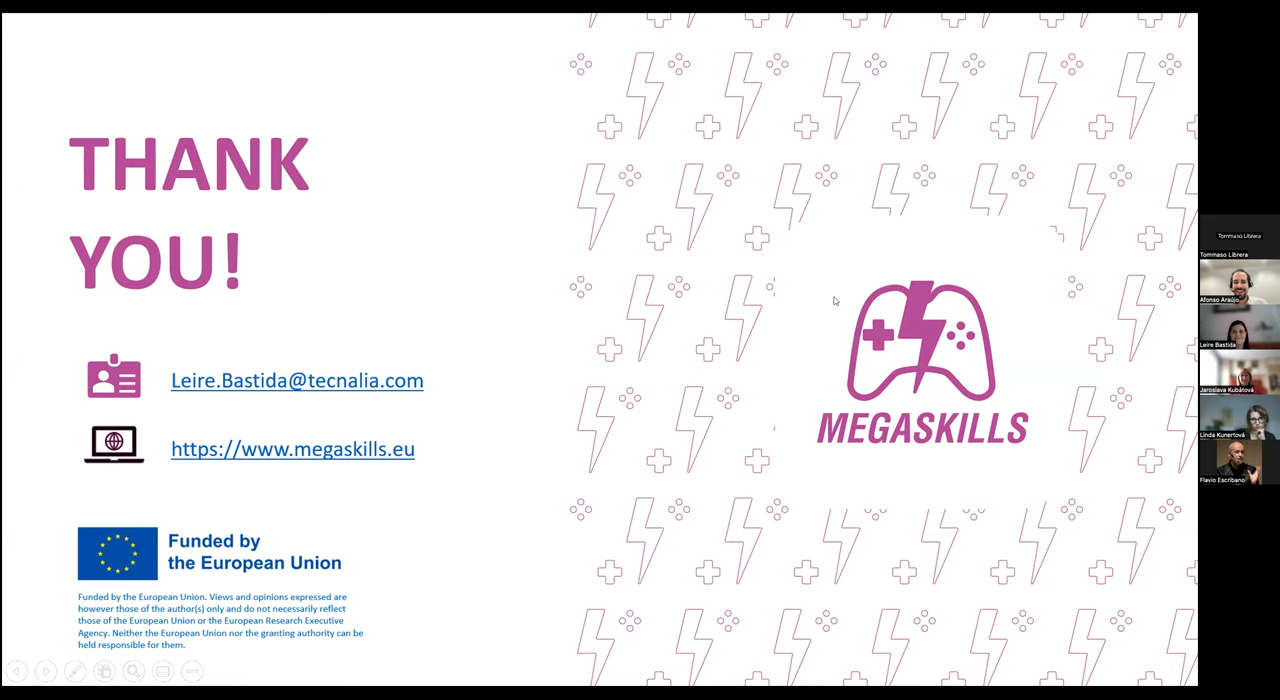 THANK
YOU!
Leire.Bastida@tecnalia.com
https://www.megaskills.eu
Funded by
the European Union
Funded by the European Union. Views and opinions expressed are
however those of the author(s) only and do not necessarily reflect
those of the European Union or the European Research Executive
Agency. Neither the European Union nor the granting authority can be
held responsible for them.
MEGASKILLS
Tommaso Librera
Tommaso Librera
Afonso Araújo
Leire Bastida
Jaroslava Kubátová
Linda Kunertová
Flavio Escribano